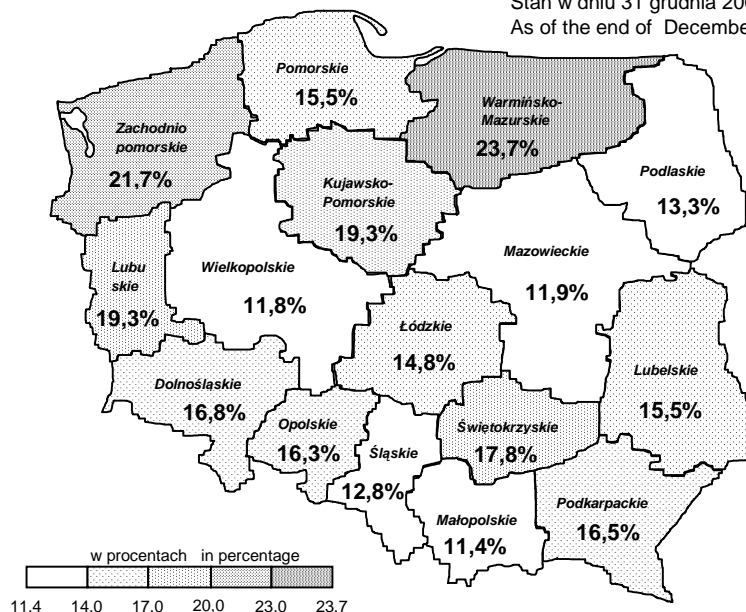 Stan w dniu 31 grudnia 200
As of the end of Decembe
Pomorskie
15,5%
Warmińsko-
Mazurskie
23,7%
Zachodnio
pomorskie
21,7%
Podlaskie
13,3%
Kujawsko-
Pomorskie
19,3%
Mazowieckie
11,9%
Lubu
skie
19,3%
Wielkopolskie
11,8%
Łódzkie
14,8%
Lubelskie
15,5%
Dolnośląskie
16,8%
Opolskie
16,3%
Śląskie
12,8%
Świętokrzyskie
17,8%
Małopolskie
11,4%
Podkarpackie
16,5%
w procentach in percentage
11.4 14.0 17.0 20.0 23.0 23.7